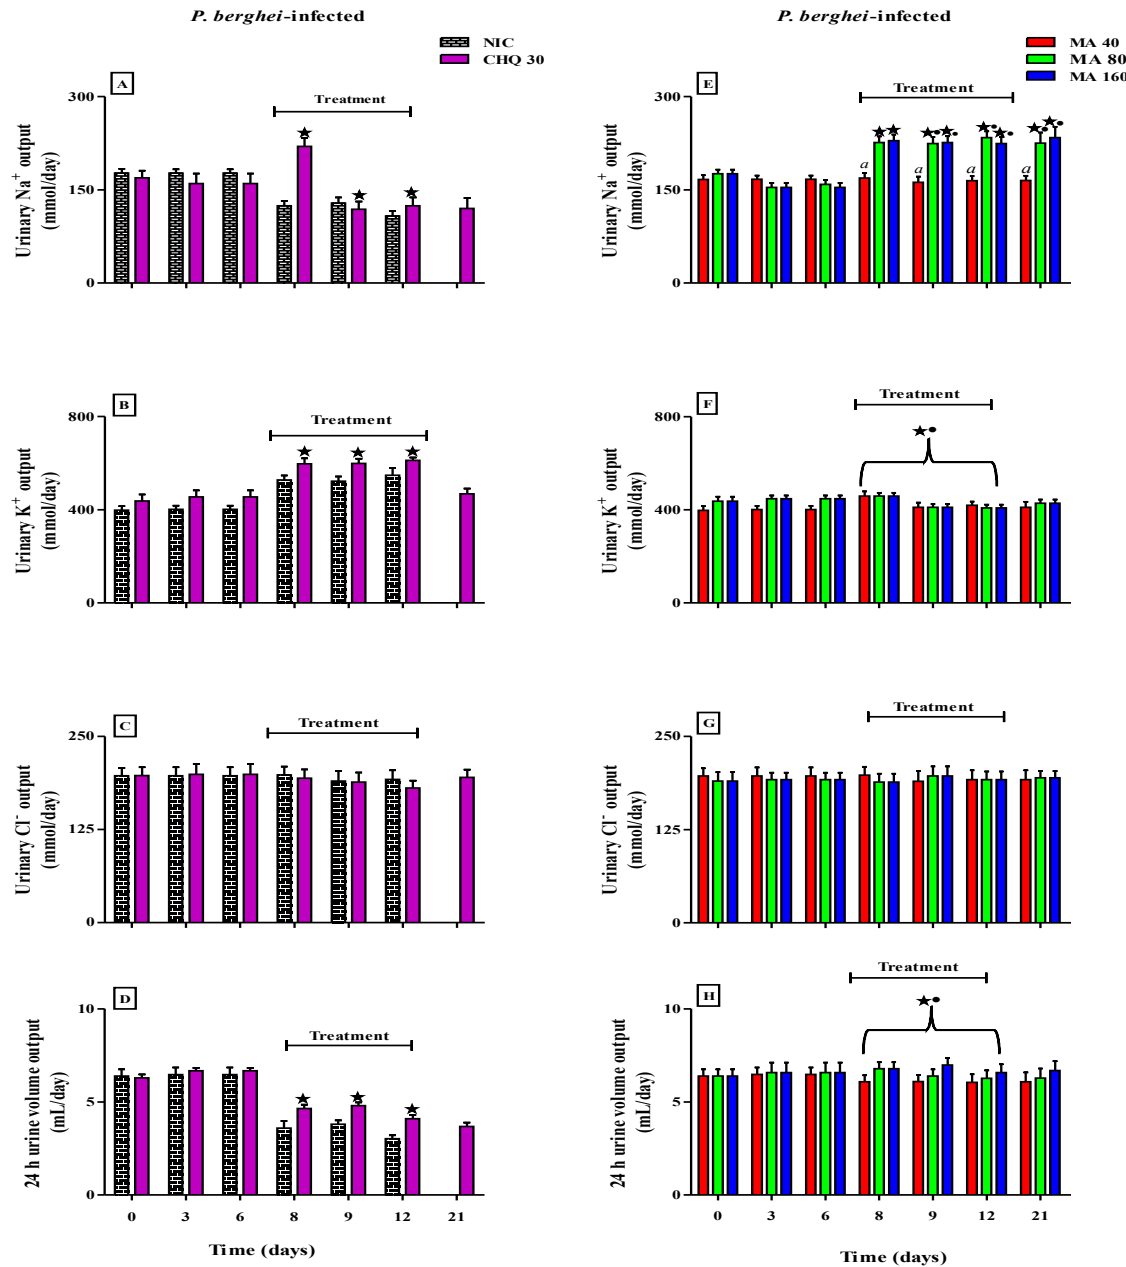 P. berghei-infected
NIC
CHQ 30
A
Treatment
300
150
0
Urinary Na+ output
(mmol/day)
B
Treatment
800
400
0
Urinary K+ output
(mmol/day)
C
Treatment
250
125
0
Urinary Cl- output
(mmol/day)
D
Treatment
10
5
0
24 h urine volume output
(mL/day)
0 3 6 8 9 12 21
Time (days)
P. berghei-infected
MA 40
MA 80
MA 160
E
Treatment
300
150
0
a a a a
Urinary Na+ output
(mmol/day)
F
Treatment
800
400
0
Urinary K+ output
(mmol/day)
G
Treatment
250
125
0
Urinary Cl- output
(mmol/day)
H
Treatment
10
5
0
24 h urine volume output
(mL/day)
0 3 6 8 9 12 21
Time (days)